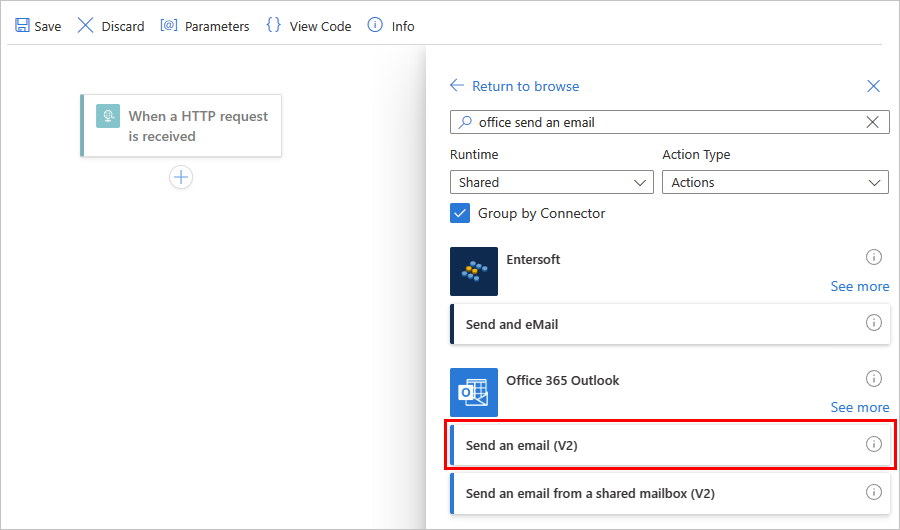 Save Discard Parameters View Code Info
Return to browse
When a HTTP request
is received
office send an email
Runtime Action Type
Shared Actions
Group by Connector
Entersoft
See more
Send and eMail
Office 365 Outlook
See more
Send an email (V2)
Send an email from a shared mailbox (V2)